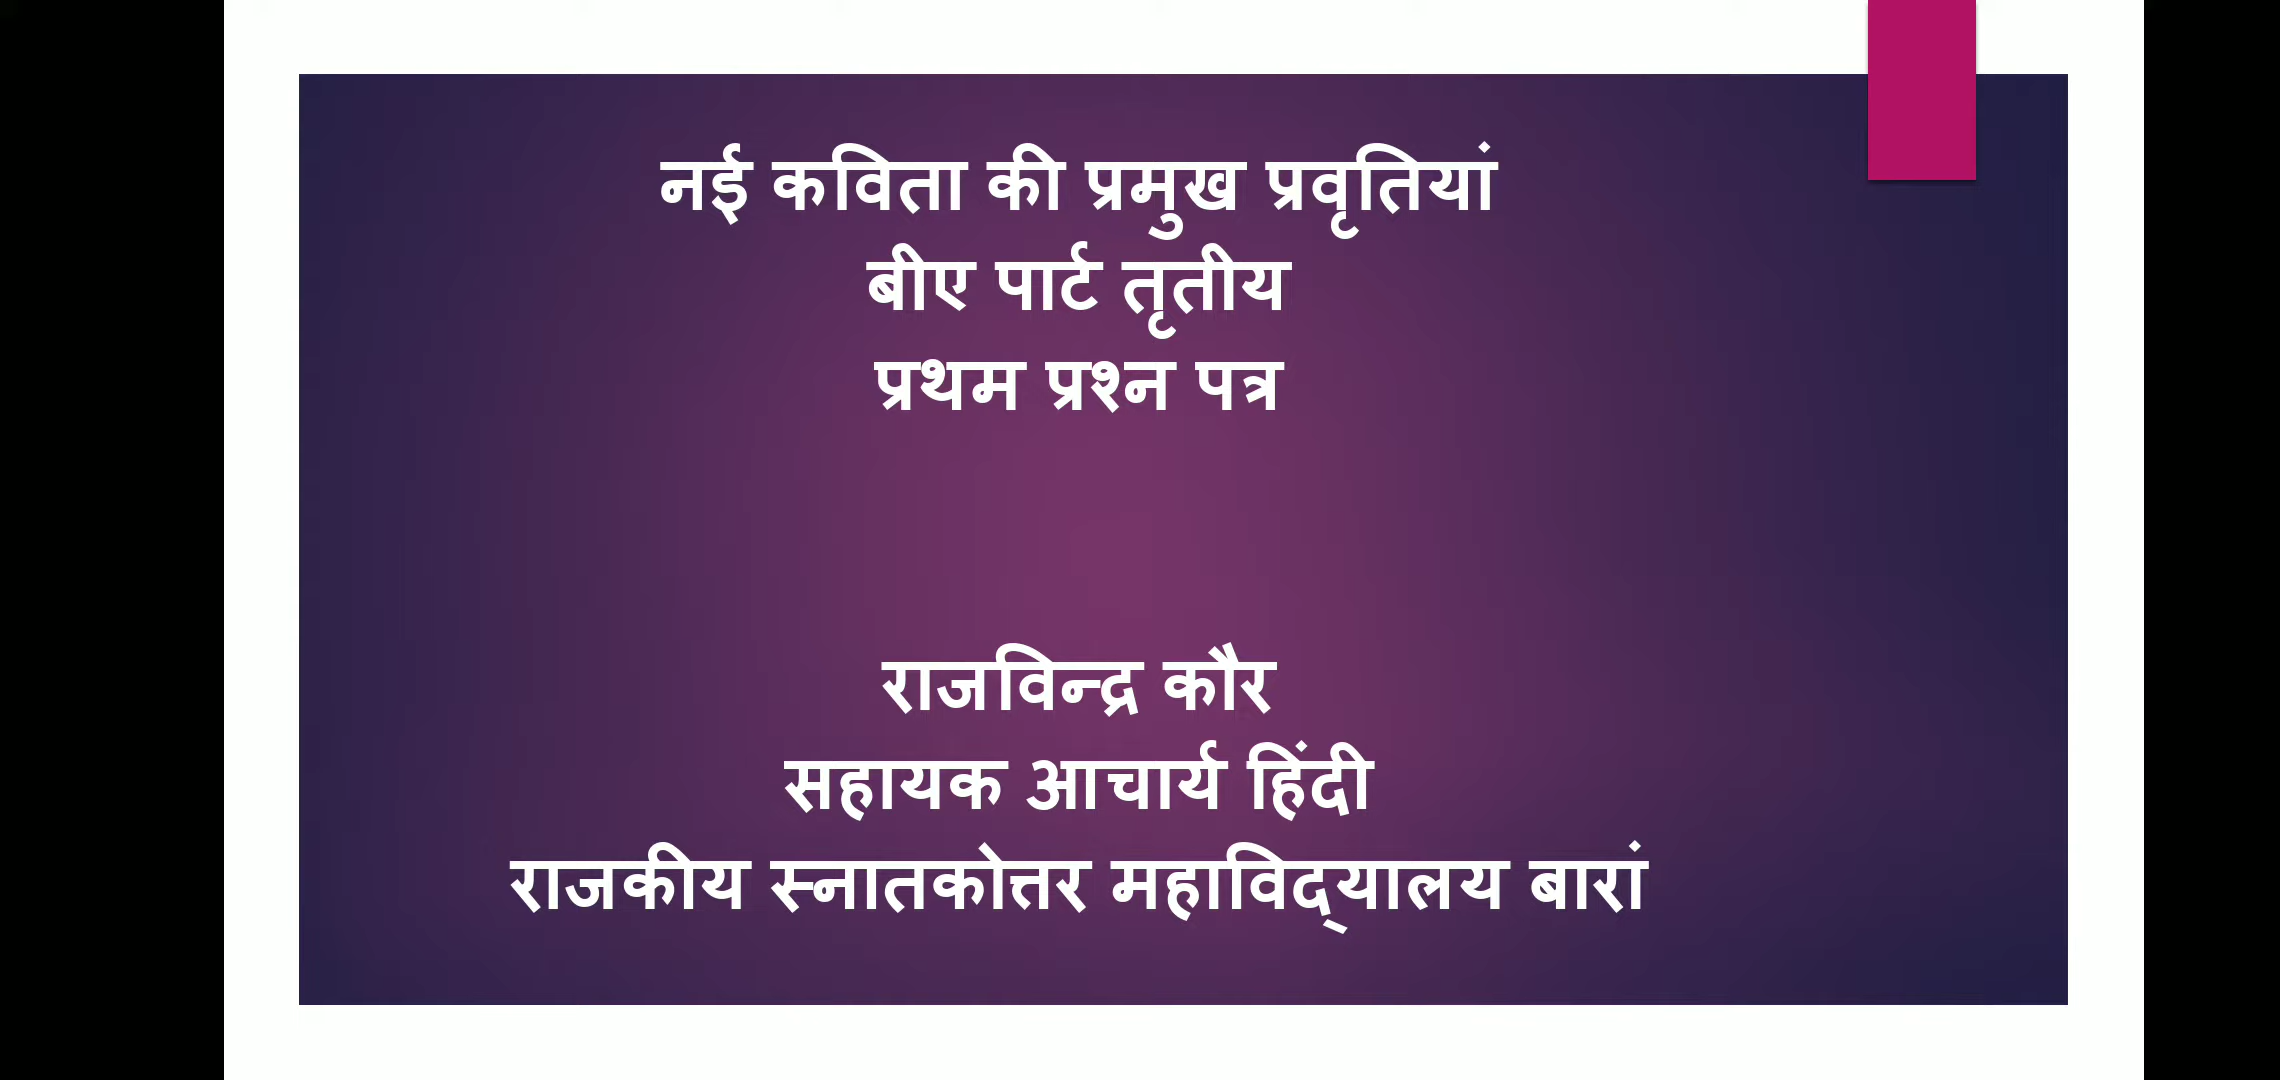 नई कविता की प्रमुख प्रवृतियां
बीए पार्ट तृतीय
प्रथम प्रश्न पत्र
राजविन्द्र कौर
सहायक आचार्य हिंदी
राजकीय स्नातकोत्तर महाविद्‌यालय बारां